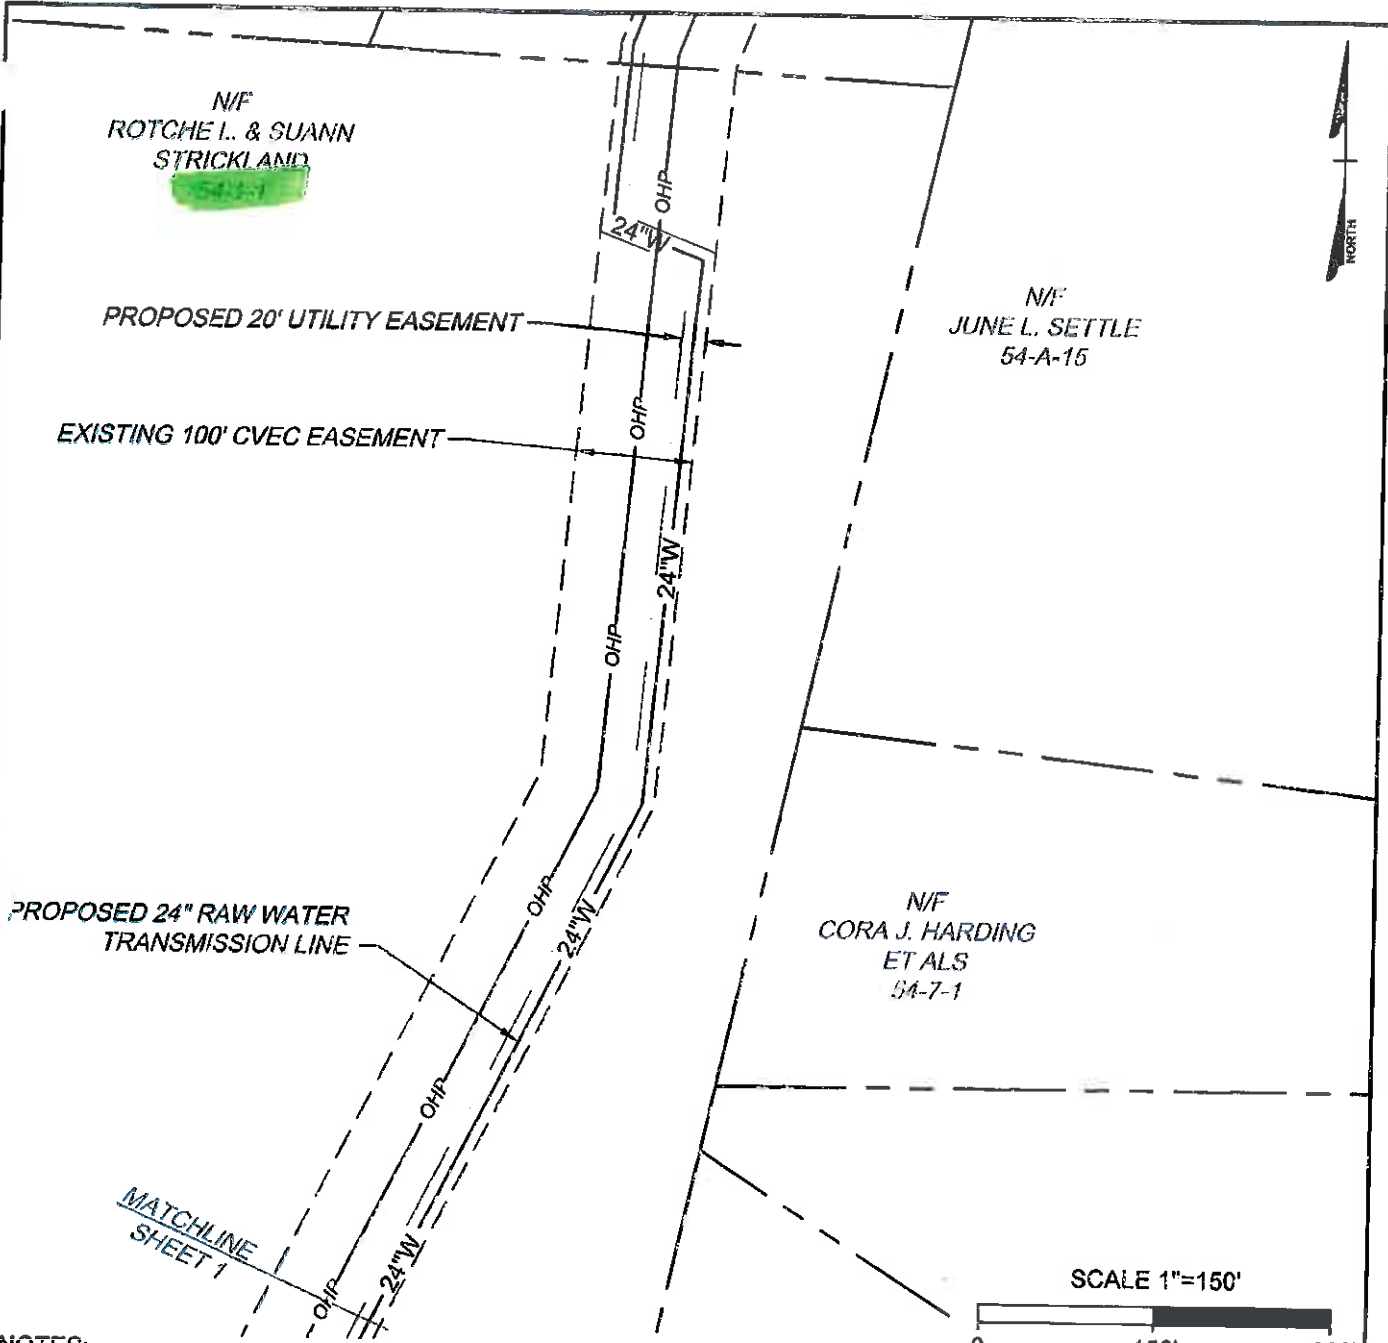 N/F
ROTCHE L. & SUANN
STRICKLAND
OHP
24"W
NORTH
PROPOSED 20' UTILITY EASEMENT
N/F
JUNE L. SETTLE
54-A-15
OHP
EXISTING 100' CVEC EASEMENT
24"W
OHP
PROPOSED 24" RAW WATER
TRANSMISSION LINE
OHP
24"W
N/F
CORA J. HARDING
ET ALS
54-7-1
OHP
MATCHLINE
SHEET 1
24"W
OHP
SCALE 1"=150'
0
NOTES: